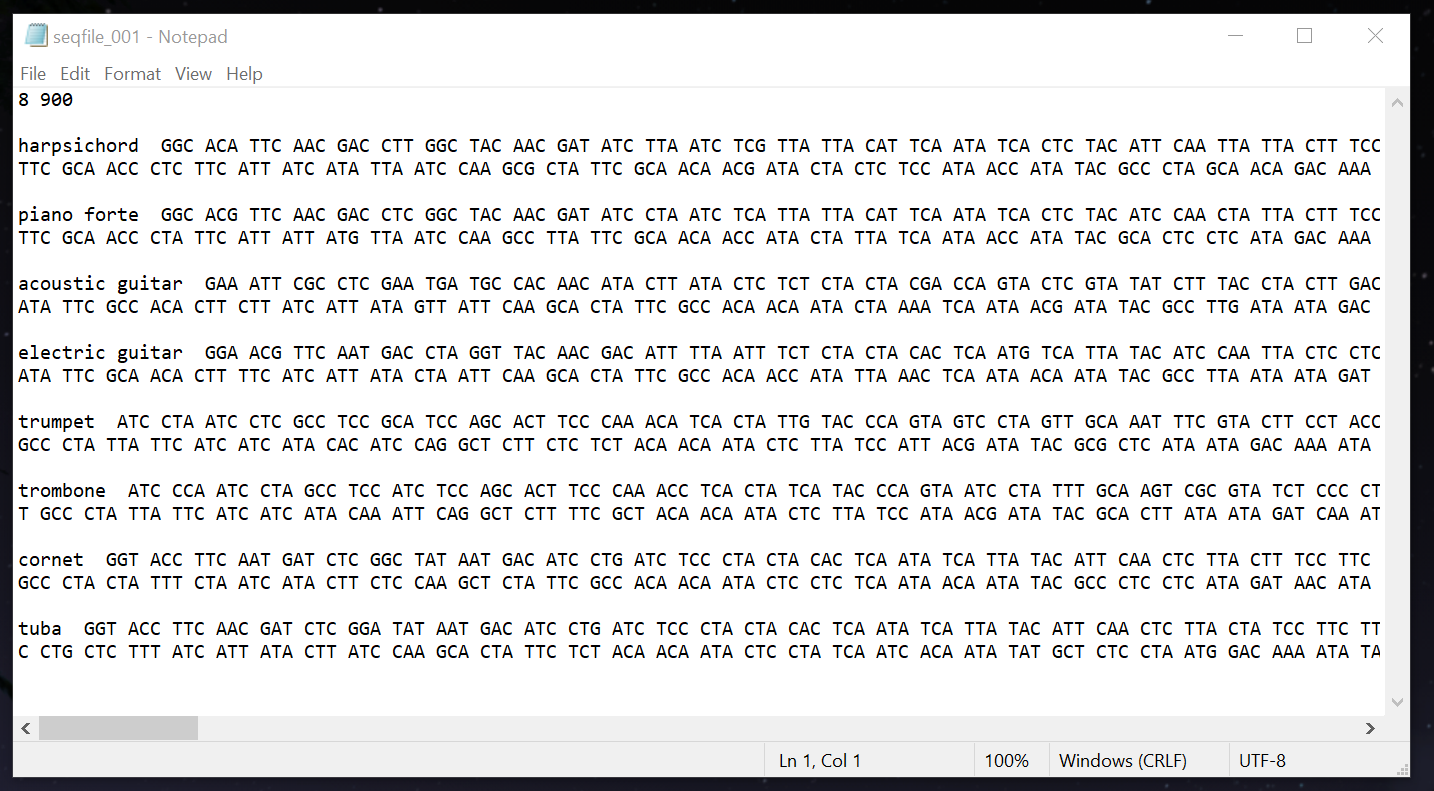 seqfile_001 - Notepad
File Edit Format View Help
8 900
harpsichord  GGC ACA TTC AAC GAC CTT GGC TAC AAC GAT ATC TTA ATC TCG TTA TTA CAT TCA ATA TCA CTC TAC ATT CAA TTA TTA CTT TCC
TTC GCA ACC CTC TTC ATT ATC ATA TTA ATC CAA GCG CTA TTC GCA ACA ACG ATA CTA CTC TCC ATA ACC ATA TAC GCC CTA GCA ACA GAC AAA
piano forte  GGC ACG TTC AAC GAC CTC GGC TAC AAC GAT ATC CTA ATC TCA TTA TTA CAT TCA ATA TCA CTC TAC ATC CAA CTA TTA CTT TCC
TTC GCA ACC CTA TTC ATT ATT ATG TTA ATC CAA GCC TTA TTC GCA ACA ACC ATA CTA TTA TCA ATA ACC ATA TAC GCA CTC CTC ATA GAC AAA
acoustic guitar  GAA ATT CGC CTC GAA TGA TGC CAC AAC ATA CTT ATA CTC TCT CTA CTA CGA CCA GTA CTC GTA TAT CTT TAC CTA CTT GAC
ATA TTC GCC ACA CTT CTT ATC ATT ATA GTT ATT CAA GCA CTA TTC GCC ACA ACA ATA CTA AAA TCA ATA ACG ATA TAC GCC TTG ATA ATA GAC
electric guitar  GGA ACG TTC AAT GAC CTA GGT TAC AAC GAC ATT TTA ATT TCT CTA CTA CAC TCA ATG TCA TTA TAC ATC CAA TTA CTC CTC
ATA TTC GCA ACA CTT TTC ATC ATT ATA CTA ATT CAA GCA CTA TTC GCC ACA ACC ATA TTA AAC TCA ATA ACA ATA TAC GCC TTA ATA ATA GAT
trumpet  ATC CTA ATC CTC GCC TCC GCA TCC AGC ACT TCC CAA ACA TCA CTA TTG TAC CCA GTA GTC CTA GTT GCA AAT TTC GTA CTT CCT ACC
GCC CTA TTA TTC ATC ATC ATA CAC ATC CAG GCT CTT CTC TCT ACA ACA ATA CTC TTA TCC ATT ACG ATA TAC GCG CTC ATA ATA GAC AAA ATA
trombone  ATC CCA ATC CTA GCC TCC ATC TCC AGC ACT TCC CAA ACC TCA CTA TCA TAC CCA GTA ATC CTA TTT GCA AGT CGC GTA TCT CCC CT
T GCC CTA TTA TTC ATC ATC ATA CAA ATT CAG GCT CTT TTC GCT ACA ACA ATA CTC TTA TCC ATA ACG ATA TAC GCA CTT ATA ATA GAT CAA AT
cornet  GGT ACC TTC AAT GAT CTC GGC TAT AAT GAC ATC CTG ATC TCC CTA CTA CAC TCA ATA TCA TTA TAC ATT CAA CTC TTA CTT TCC TTC
GCC CTA CTA TTT CTA ATC ATA CTT CTC CAA GCT CTA TTC GCC ACA ACA ATA CTC CTC TCA ATA ACA ATA TAC GCC CTC CTC ATA GAT AAC ATA
tuba  GGT ACC TTC AAC GAT CTC GGA TAT AAT GAC ATC CTG ATC TCC CTA CTA CAC TCA ATA TCA TTA TAC ATT CAA CTC TTA CTA TCC TTC TT
C CTG CTC TTT ATC ATT ATA CTT ATC CAA GCA CTA TTC TCT ACA ACA ATA CTC CTA TCA ATC ACA ATA TAT GCT CTC CTA ATG GAC AAA ATA TA
Ln 1, Col 1 100% Windows (CRLF) UTF-8